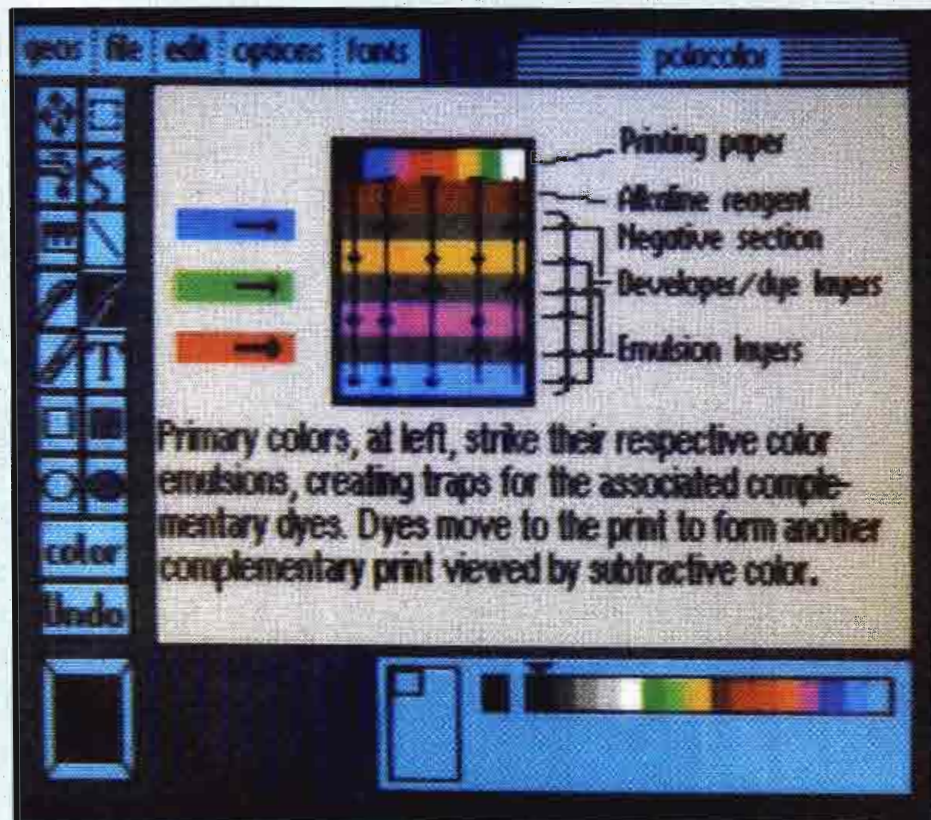 geos file edit options fonts
polocolor
Printing paper
Alkaline reagent
Negative section
Developer/dye layers
Emulsion layers
Primary colors, at left, strike their respective color
emulsions, creating traps for the associated comple-
mentary dyes. Dyes move to the print to form another
complementary print viewed by subtractive color.
T
color
Undo